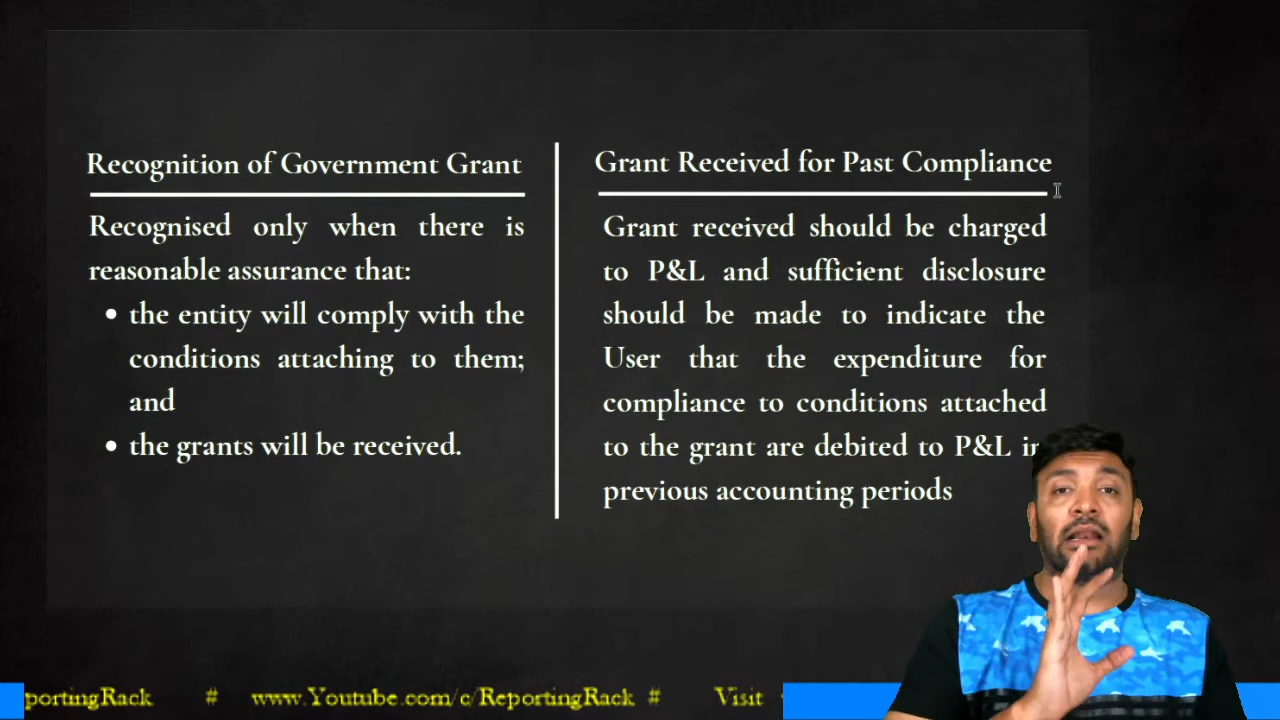 Recognition of Government Grant
Recognised only when there is
reasonable assurance that:
• the entity will comply with the
conditions attaching to them;
and
• the grants will be received.
Grant Received for Past Compliance
Grant received should be charged
to P&L and sufficient disclosure
should be made to indicate the
User that the expenditure for
compliance to conditions attached
to the grant are debited to P&L in
previous accounting periods
portingRack # www.Youtube.com/c/ReportingRack # Visit